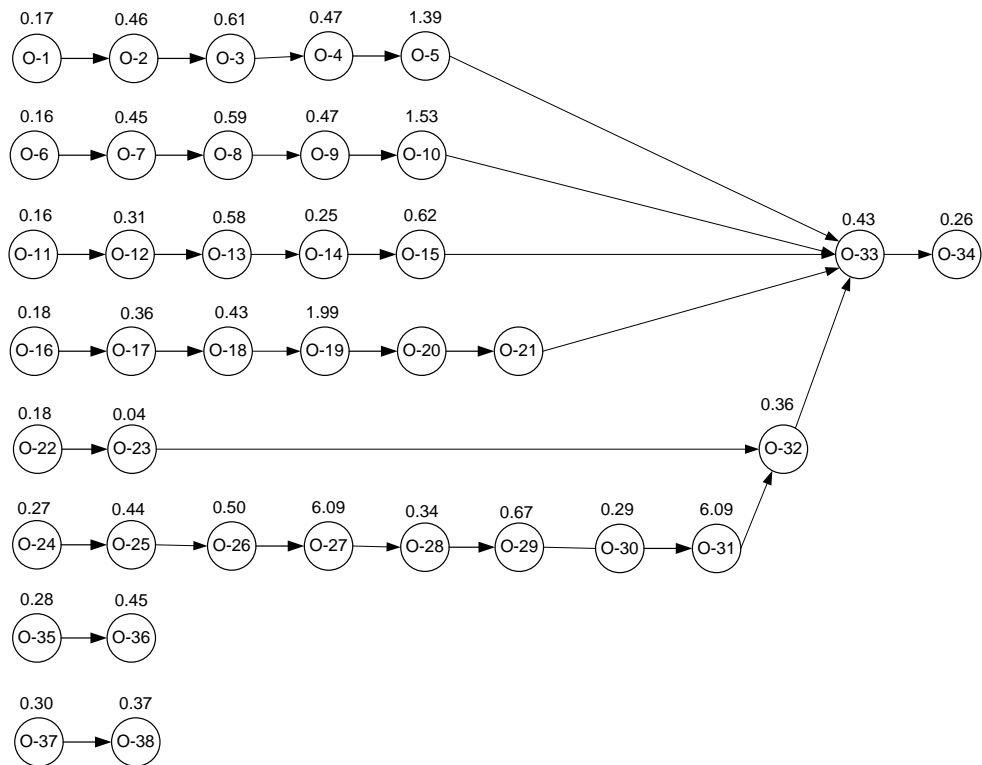 0.17 0.46 0.61 0.47 1.39
O-1 O-2 O-3 O-4 O-5
0.16 0.45 0.59 0.47 1.53
O-6 O-7 O-8 O-9 O-10
0.16 0.31 0.58 0.25 0.62 0.43 0.26
O-11 O-12 O-13 O-14 O-15 O-33 O-34
0.18 0.36 0.43 1.99
O-16 O-17 O-18 O-19 O-20 O-21
0.18 0.04 0.36
O-22 O-23 O-32
0.27 0.44 0.50 6.09 0.34 0.67 0.29 6.09
O-24 O-25 O-26 O-27 O-28 O-29 O-30 O-31
0.28 0.45
O-35 O-36
0.30 0.37
O-37 O-38